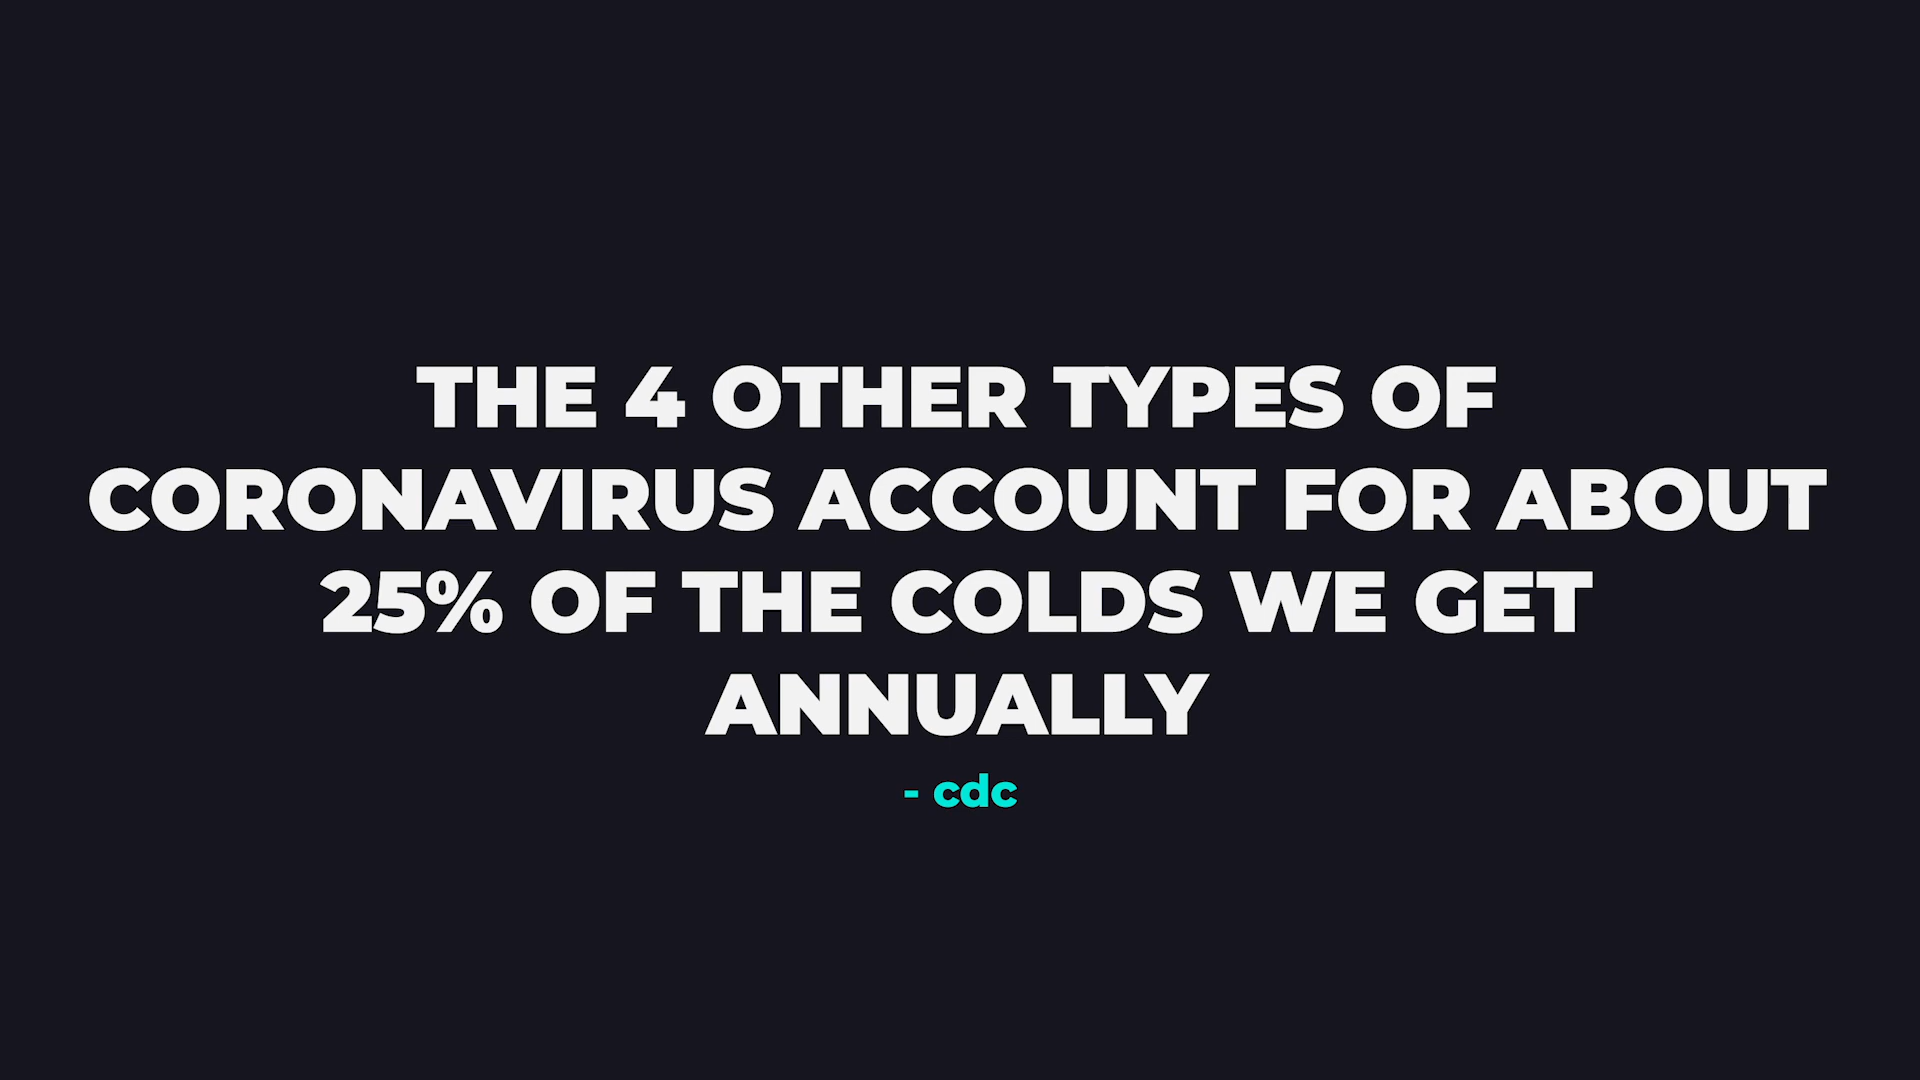 THE 4 OTHER TYPES OF
CORONAVIRUS ACCOUNT FOR ABOUT
25% OF THE COLDS WE GET
ANNUALLY
- cdc